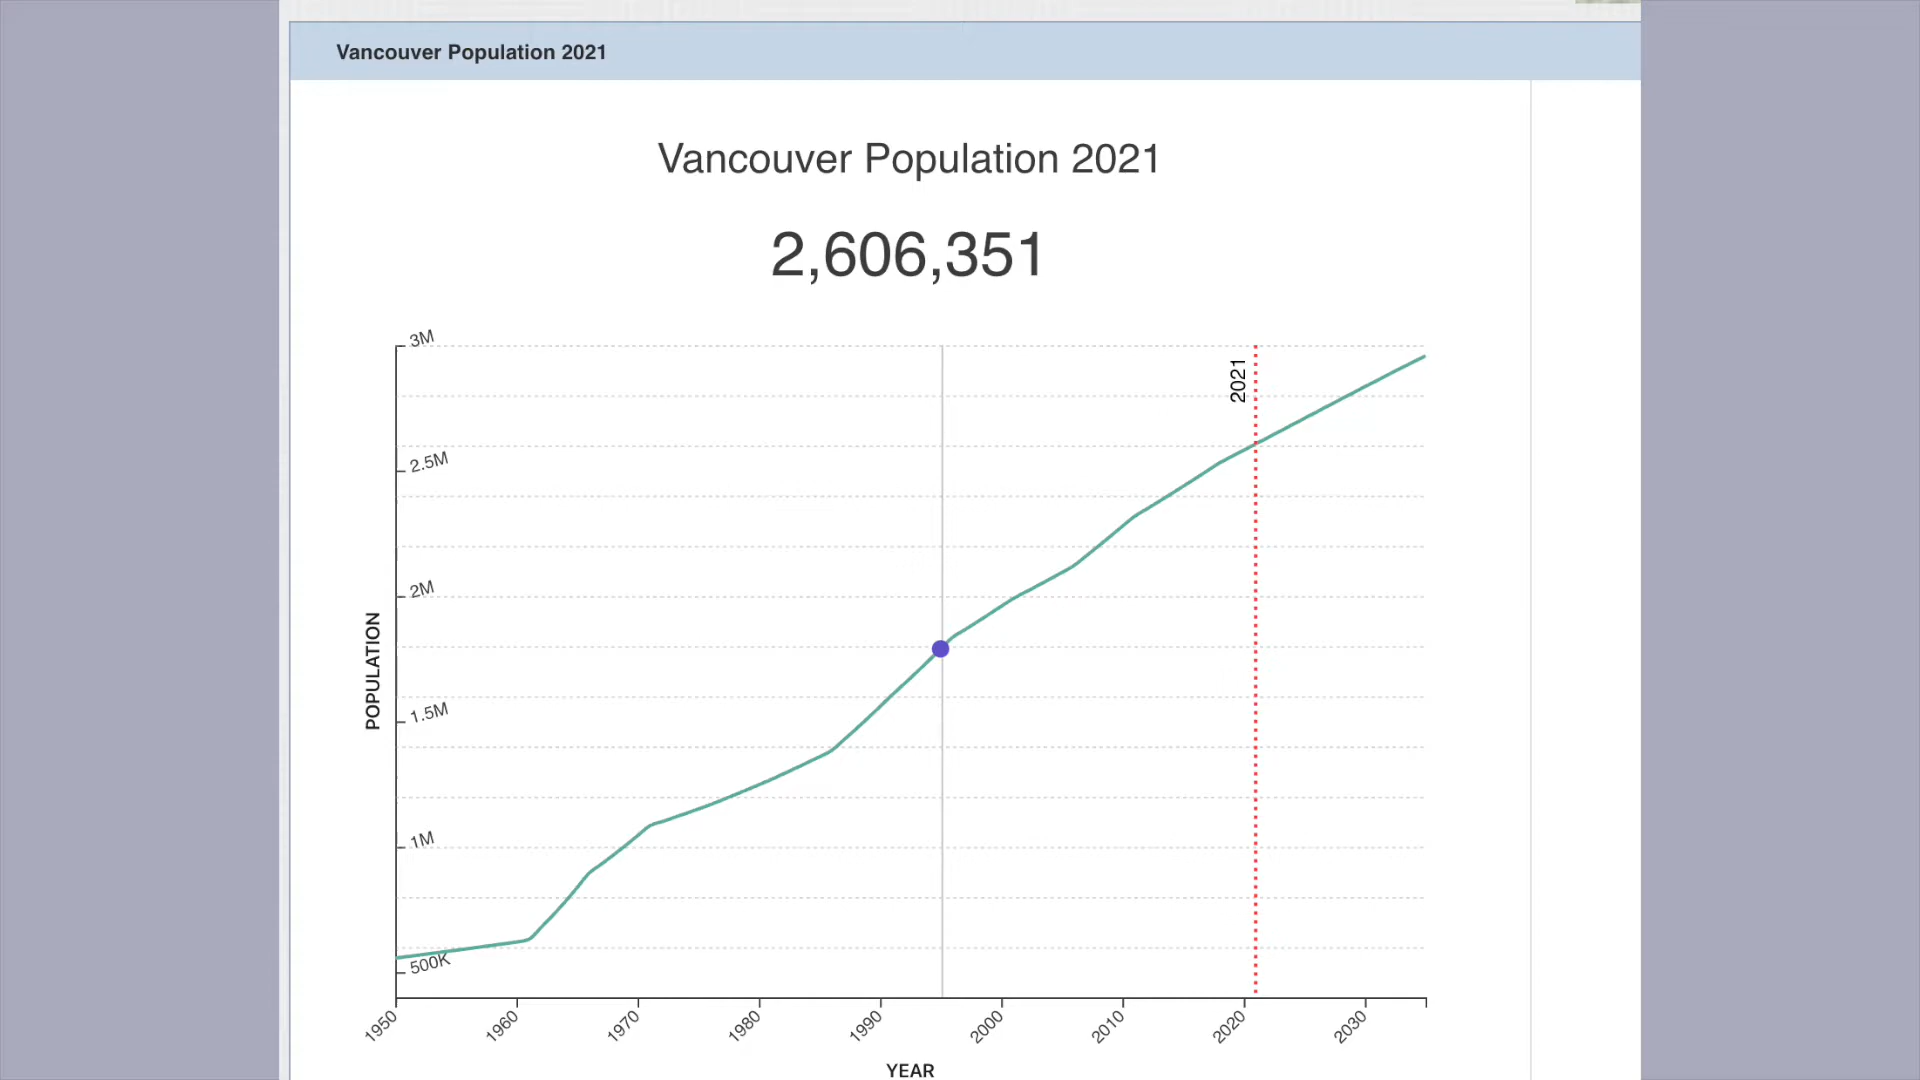 Vancouver Population 2021
Vancouver Population 2021
2,606,351
3M
2021
2.5M
2M
POPULATION
1.5M
1M
500K
1950 1960 1970 1980 1990 2000 2010 2020 2030
YEAR